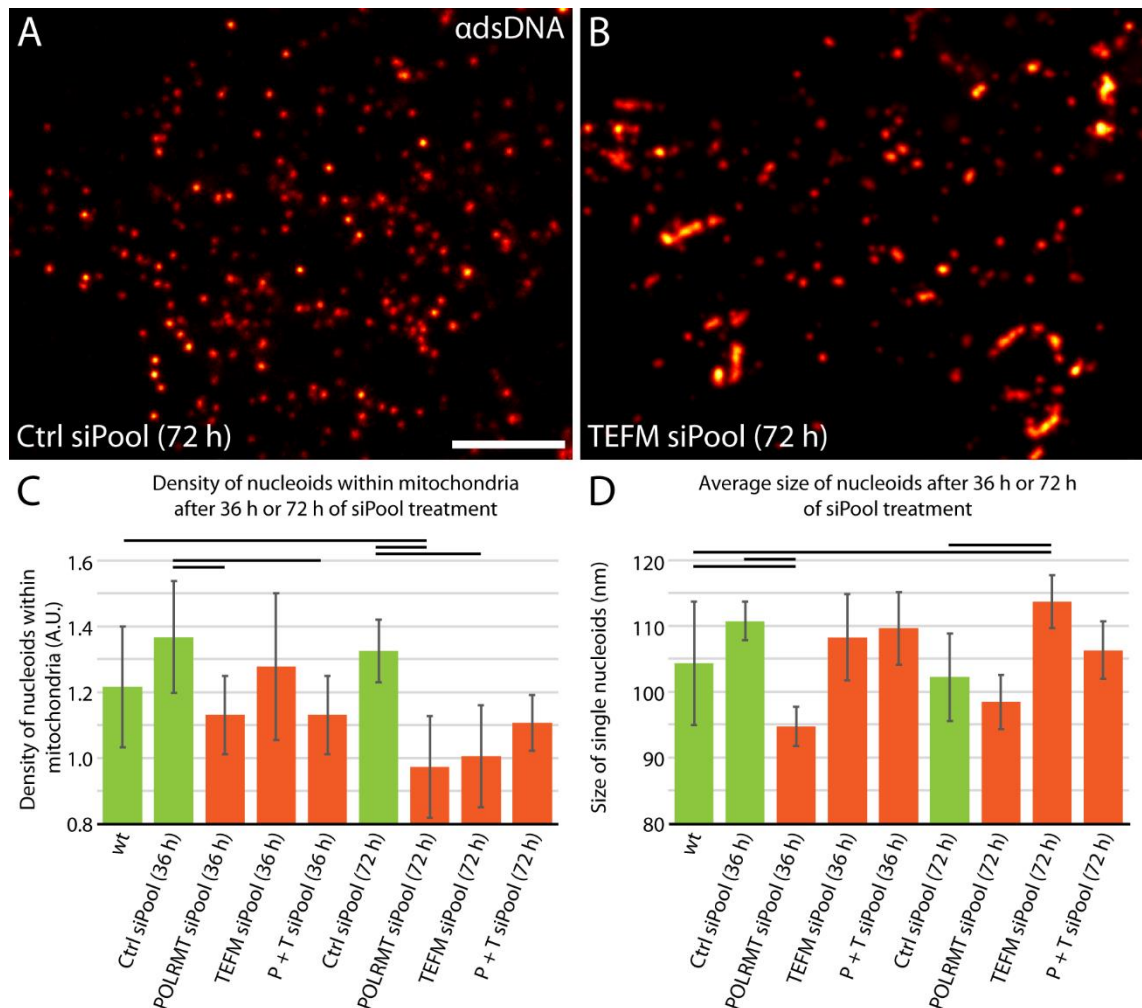 A
αdsDNA
Ctrl siPool (72 h)
B
TEFM siPool (72 h)
C
Density of nucleoids within mitochondria
after 36 h or 72 h of siPool treatment
Density of nucleoids within
mitochondria (A.U.)
1.6
1.4
1.2
1.0
0.8
wt
Ctrl siPool (36 h)
POLRMT siPool (36 h)
TEFM siPool (36 h)
P + T siPool (36 h)
Ctrl siPool (72 h)
POLRMT siPool (72 h)
TEFM siPool (72 h)
P + T siPool (72 h)
D
Average size of nucleoids after 36 h or 72 h
of siPool treatment
Size of single nucleoids (nm)
120
110
100
90
80
wt
Ctrl siPool (36 h)
POLRMT siPool (36 h)
TEFM siPool (36 h)
P + T siPool (36 h)
Ctrl siPool (72 h)
POLRMT siPool (72 h)
TEFM siPool (72 h)
P + T siPool (72 h)